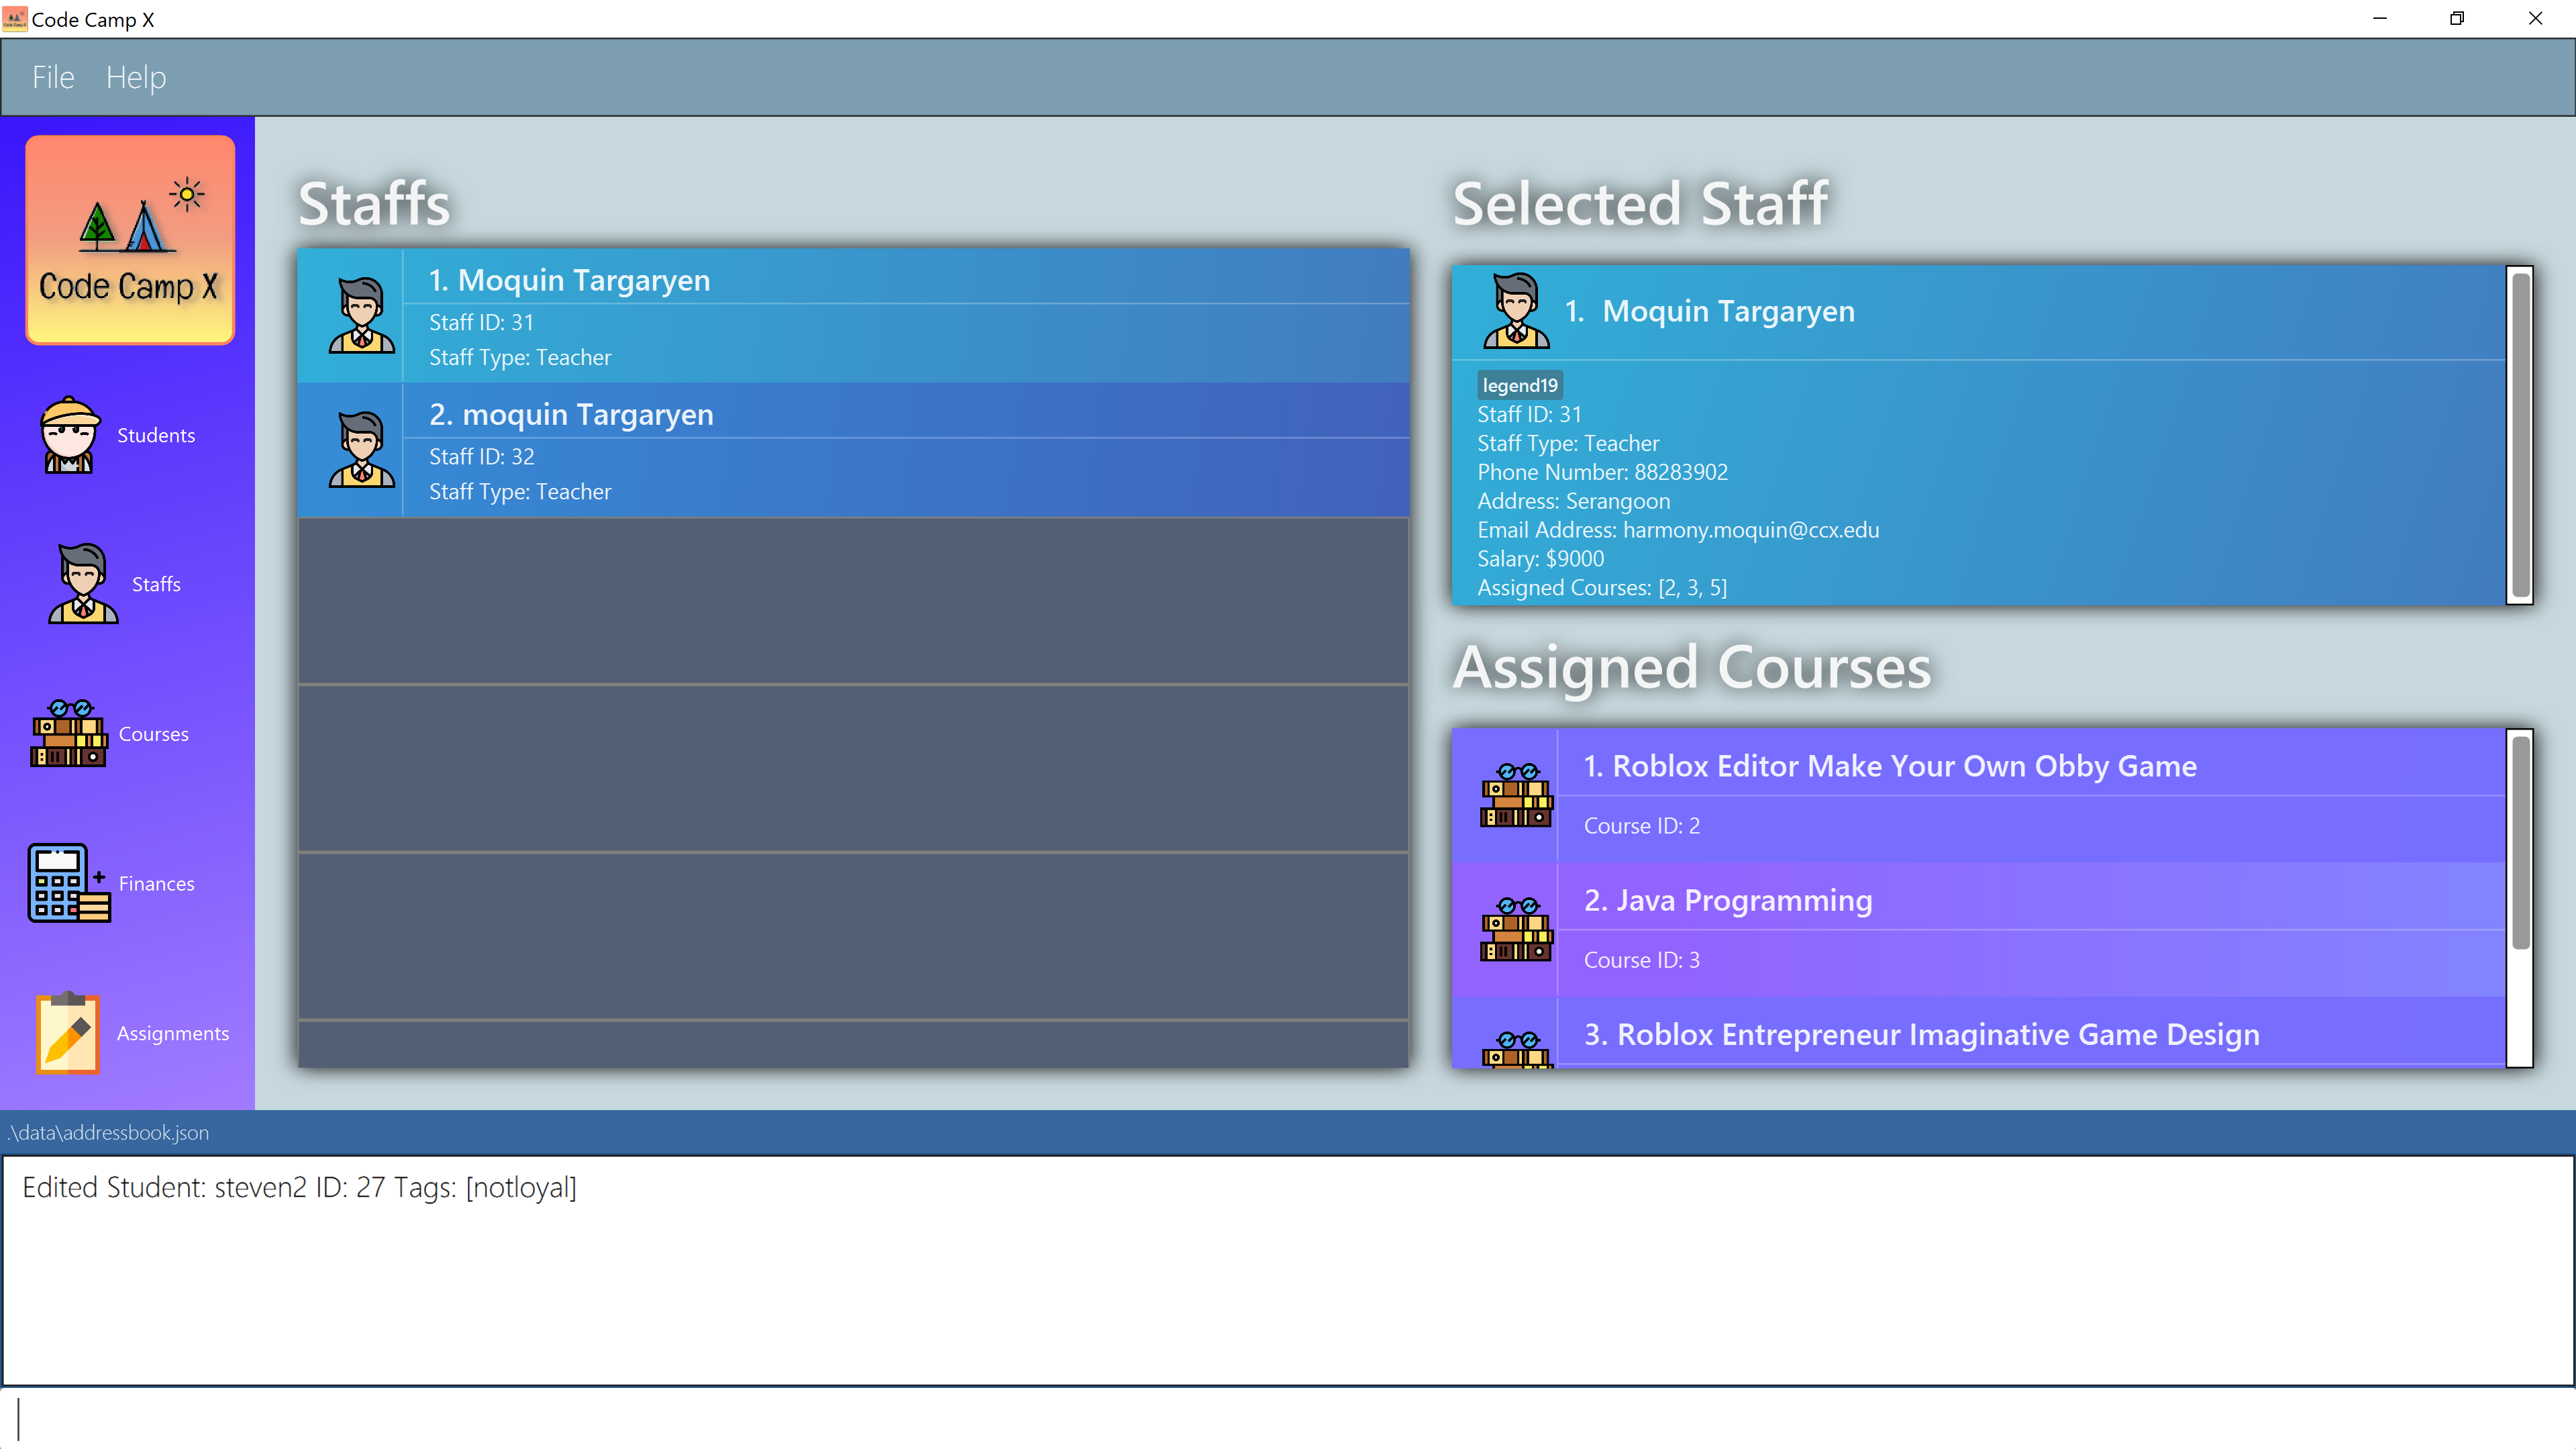 Code Camp X
File Help
Code Camp X
Students
Staffs
Courses
Finances
Assignments
Staffs
1. Moquin Targaryen
Staff ID: 31
Staff Type: Teacher
2. moquin Targaryen
Staff ID: 32
Staff Type: Teacher
Selected Staff
1. Moquin Targaryen
legend19
Staff ID: 31
Staff Type: Teacher
Phone Number: 88283902
Address: Serangoon
Email Address: harmony.moquin@ccx.edu
Salary: $9000
Assigned Courses: [2, 3, 5]
Assigned Courses
1. Roblox Editor Make Your Own Obby Game
Course ID: 2
2. Java Programming
Course ID: 3
3. Roblox Entrepreneur Imaginative Game Design
.\data\addressbook.json
Edited Student: steven2 ID: 27 Tags: [notloyal]